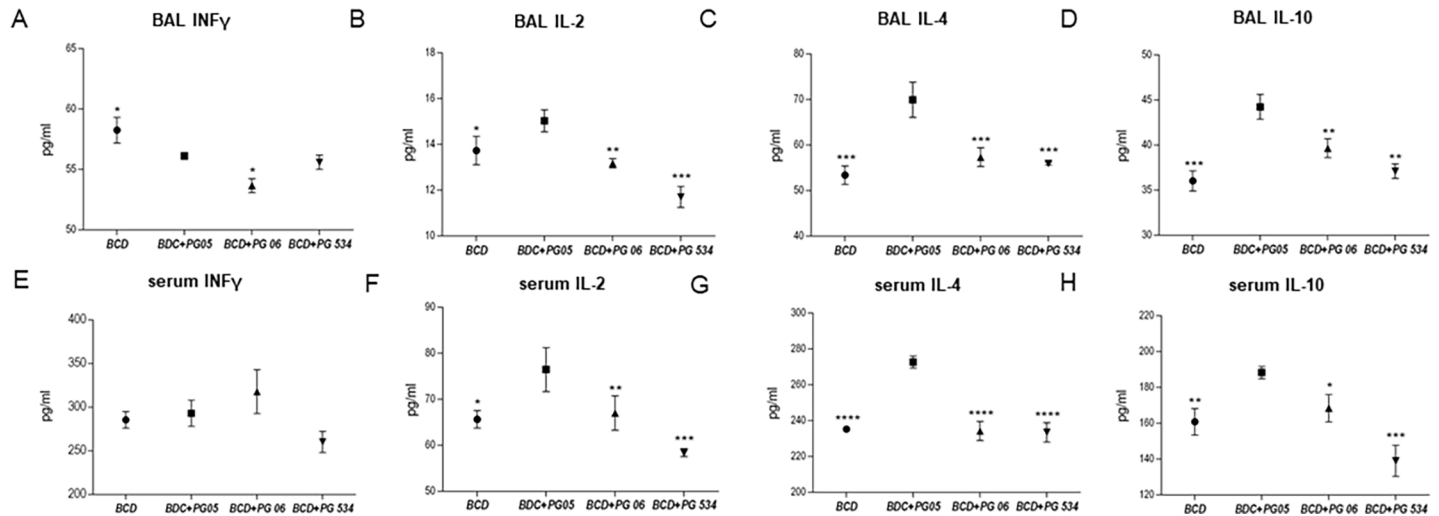 A BAL INFγ
65
60
55
50
pg/ml
*
*
BCD BDC+PG05 BCD+PG 06 BCD+PG 534
B BAL IL-2
18
16
14
12
10
pg/ml
*
**
***
BCD BDC+PG05 BCD+PG 06 BCD+PG 534
C BAL IL-4
80
70
60
50
40
pg/ml
***
***
***
BCD BDC+PG05 BCD+PG 06 BCD+PG 534
D BAL IL-10
50
45
40
35
30
pg/ml
***
**
**
BCD BDC+PG05 BCD+PG 06 BCD+PG 534
E serum INFγ
400
350
300
250
200
pg/ml
BCD BDC+PG05 BCD+PG 06 BCD+PG 534
F serum IL-2
90
80
70
60
50
pg/ml
*
**
***
BCD BDC+PG05 BCD+PG 06 BCD+PG 534
G serum IL-4
300
280
260
240
220
200
pg/ml
****
****
****
BCD BDC+PG05 BCD+PG 06 BCD+PG 534
H serum IL-10
220
200
180
160
140
120
pg/ml
**
*
***
BCD BDC+PG05 BCD+PG 06 BCD+PG 534